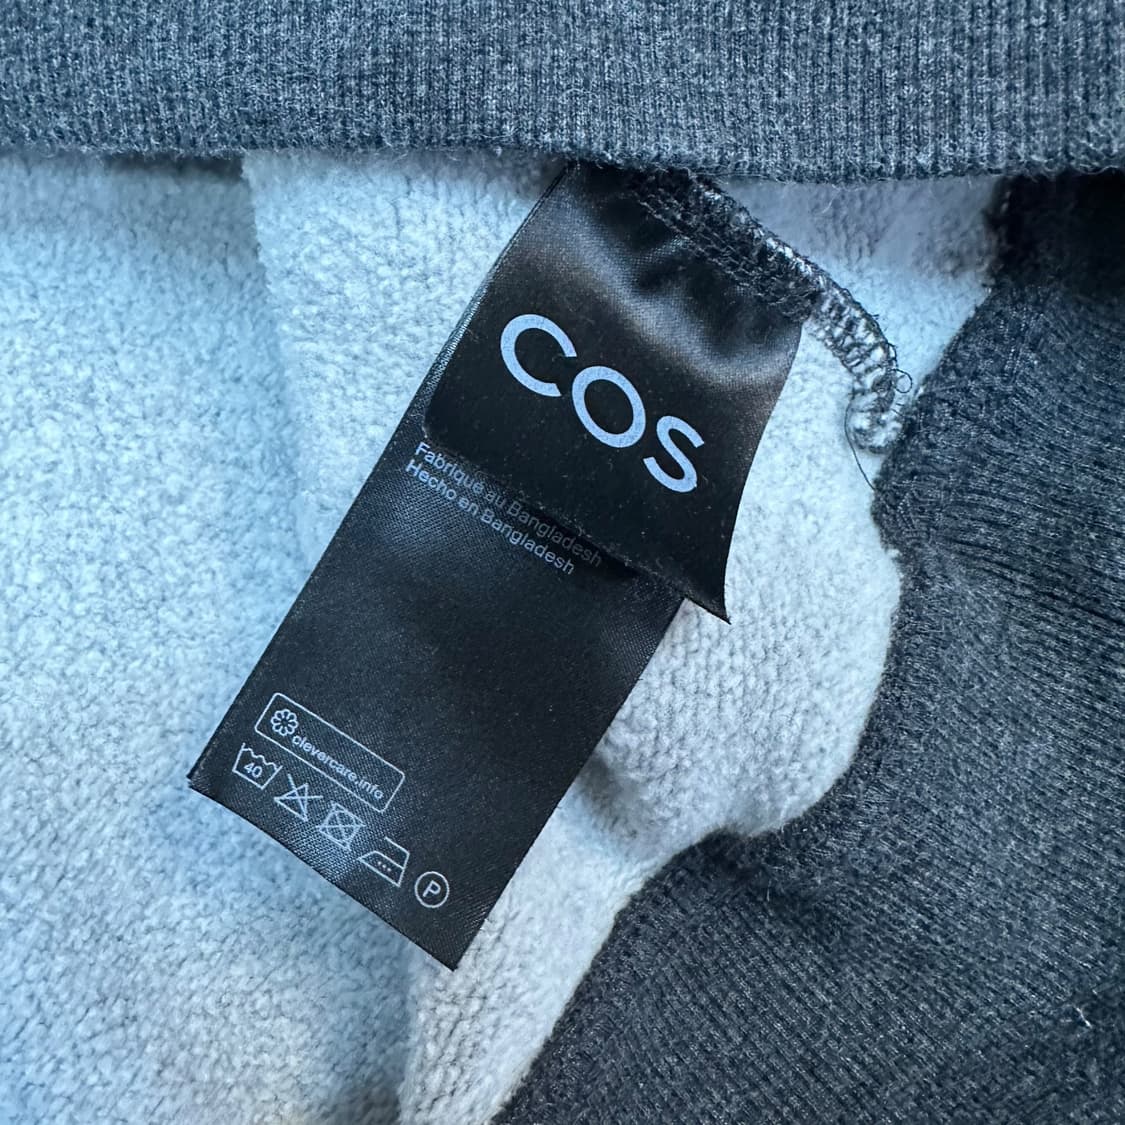 COS
Fabriqué au Bangladesh
Hecho en Bangladesh
clevercare.info
40
P